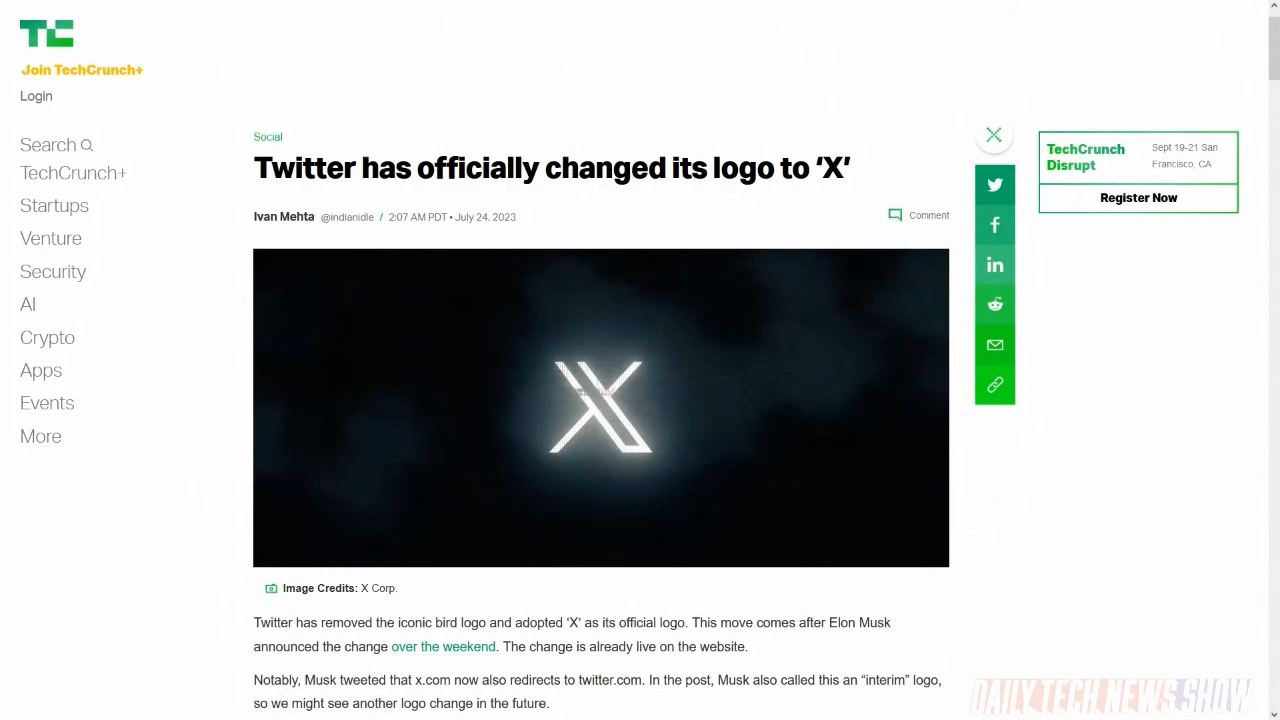 TC
Join TechCrunch+
Login
Search
TechCrunch+
Startups
Venture
Security
AI
Crypto
Apps
Events
More
Social
Twitter has officially changed its logo to ‘X’
Ivan Mehta @indianidle / 2:07 AM PDT • July 24, 2023
Comment
X
Image Credits: X Corp.
Twitter has removed the iconic bird logo and adopted ‘X’ as its official logo. This move comes after Elon Musk
announced the change over the weekend. The change is already live on the website.
Notably, Musk tweeted that x.com now also redirects to twitter.com. In the post, Musk also called this an “interim” logo,
so we might see another logo change in the future.
f
in
TechCrunch
Disrupt
Sept 19-21 San
Francisco, CA
Register Now
DAILY TECH NEWS SHOW